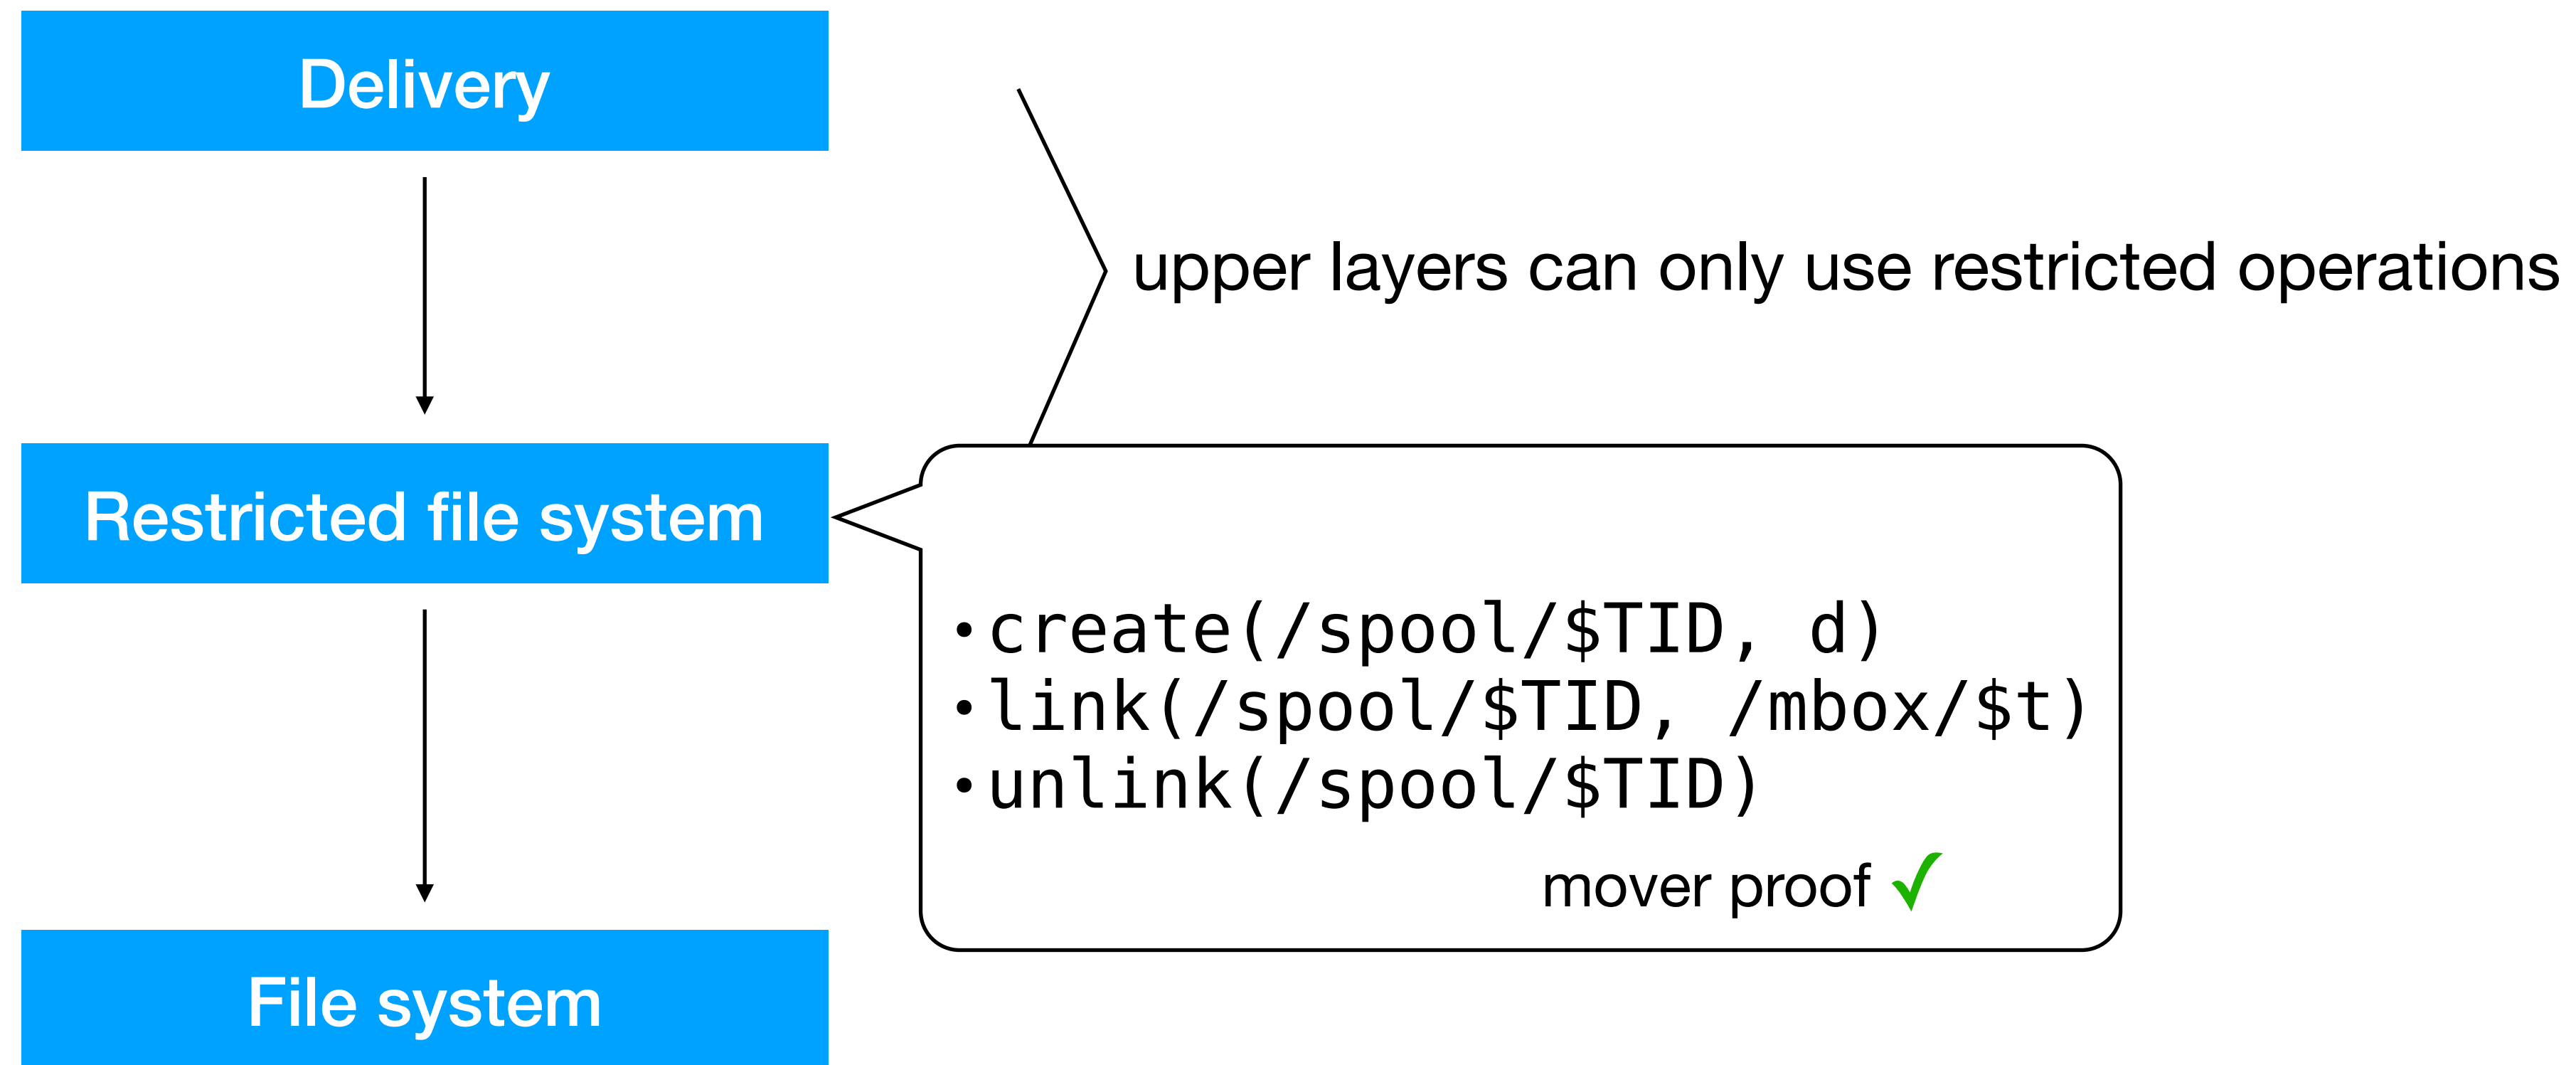 Delivery
upper layers can only use restricted operations
Restricted file system
• create(/spool/$TID, d)
• link(/spool/$TID, /mbox/$t)
• unlink(/spool/$TID)
mover proof ✓
File system